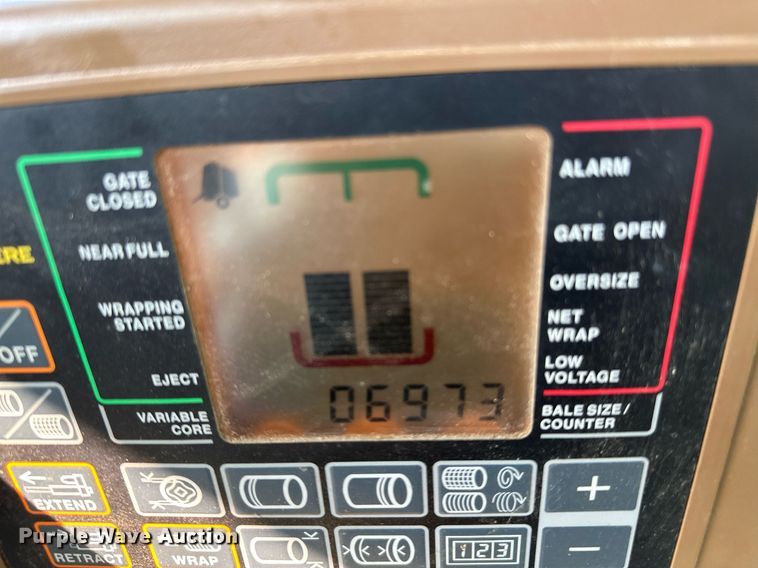 GATE
CLOSED
NEAR FULL
WRAPPING
STARTED
EJECT
VARIABLE
CORE
ERE
OFF
ALARM
GATE OPEN
OVERSIZE
NET
WRAP
LOW
VOLTAGE
BALE SIZE/
COUNTER
06973
K
K
EXTEND
+
RETRACT
WRAP
K
K
123
−
Purple Wave Auction